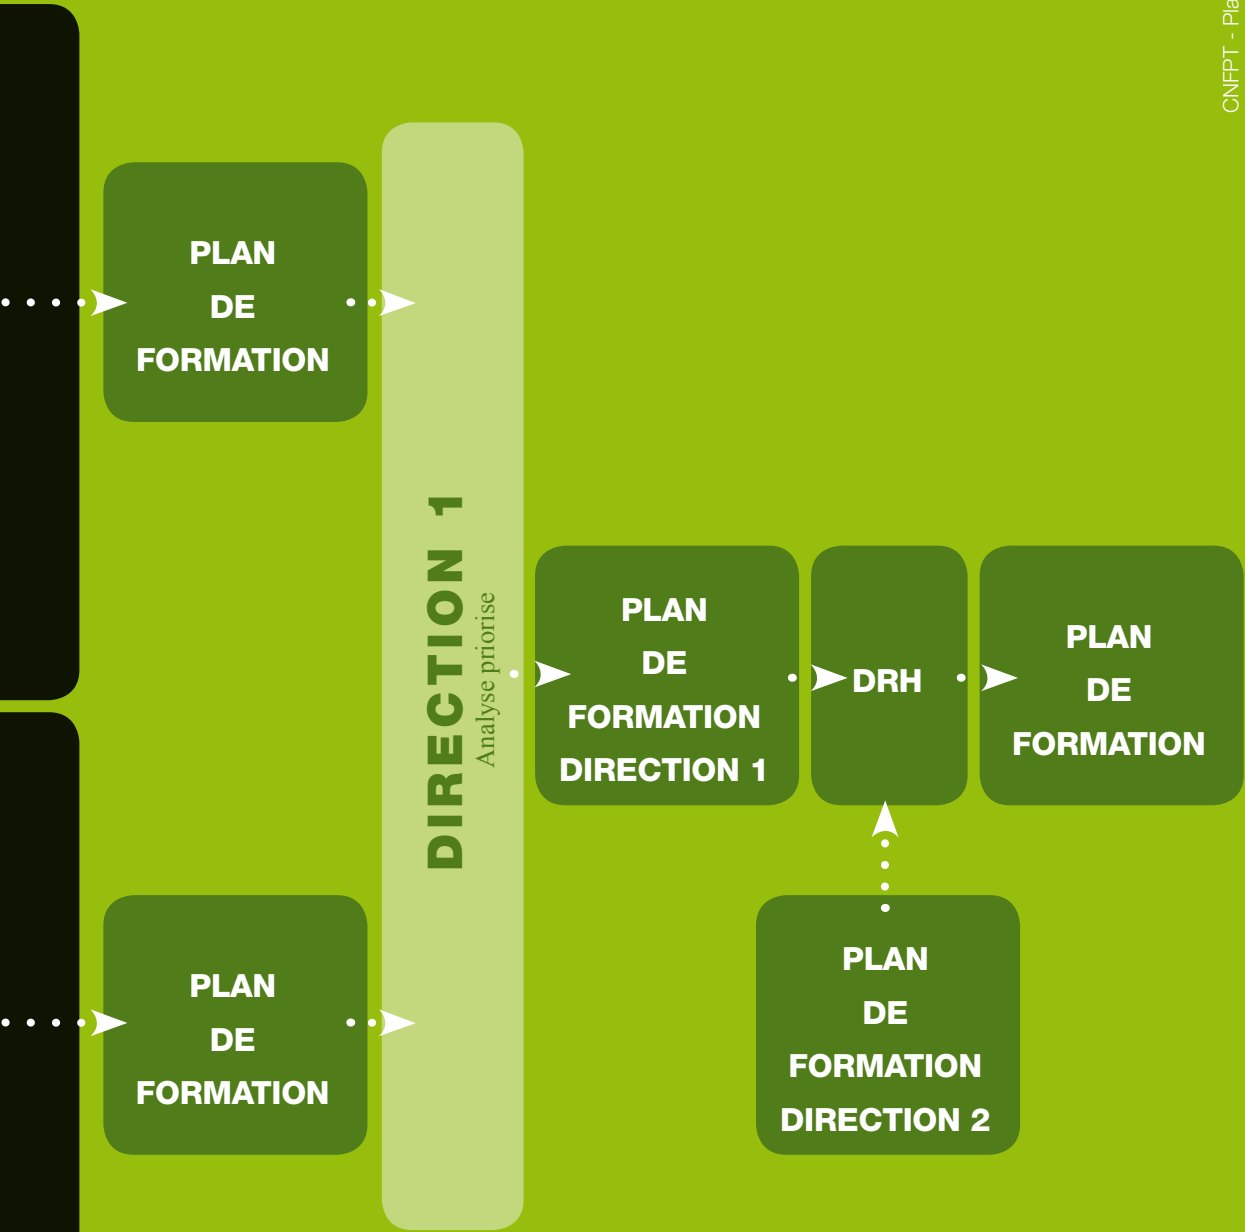 CNFPT - Pla
PLAN
DE
FORMATION
DIRECTION 1
Analyse priorise
PLAN
DE
FORMATION
DIRECTION 1
DRH
PLAN
DE
FORMATION
PLAN
DE
FORMATION
PLAN
DE
FORMATION
DIRECTION 2